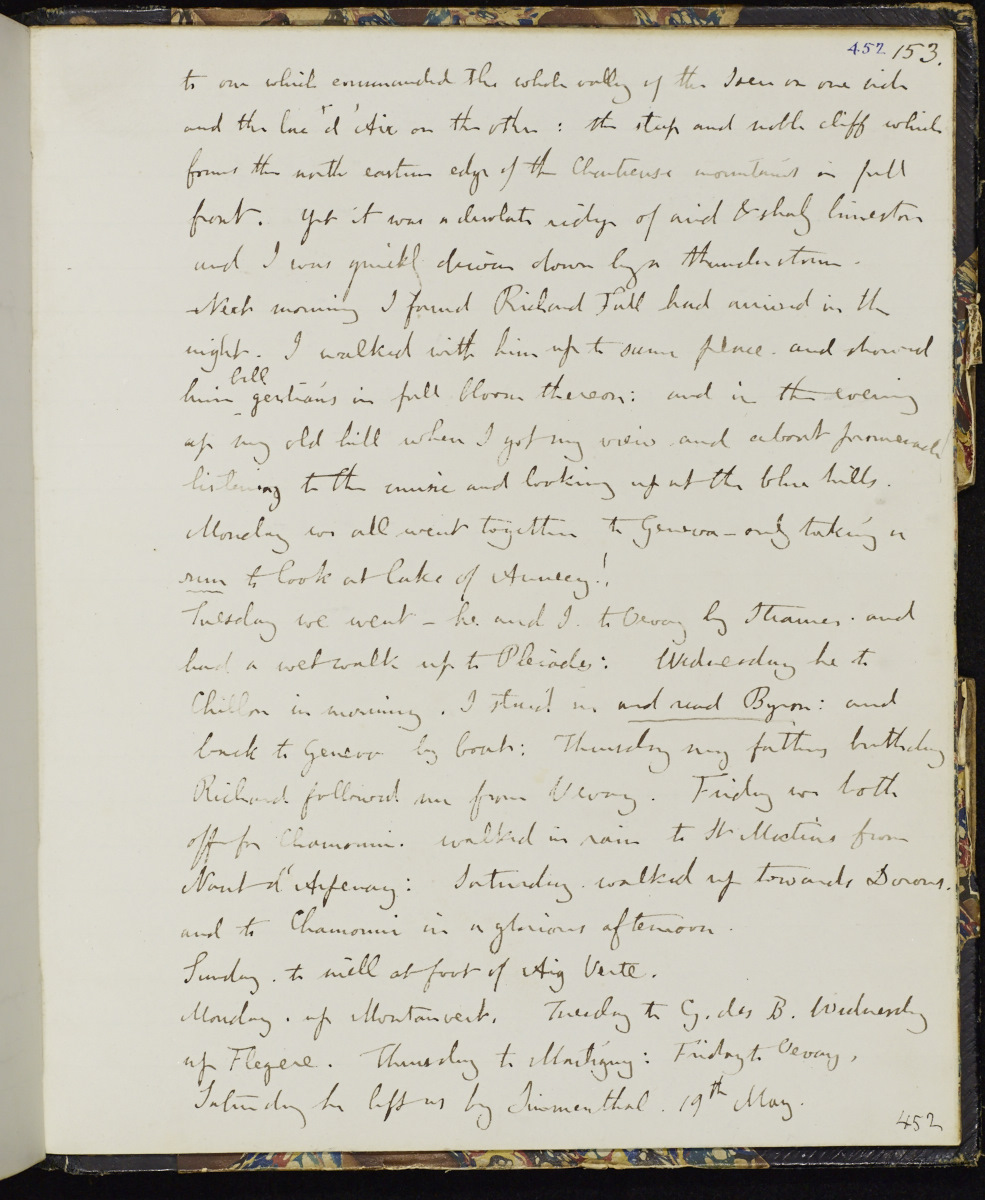 452 153.
to one which commanded the whole valley of the Isere on one side
and the lac d'Aix on the other : the steep and noble cliff which
forms the north eastern edge of the Chartreuse mountains in full
front. Yet it was a desolate ridge of arid & shaly limestone
and I was quickly driven down by a thunderstorm.
Next morning I found Richard Fall had arrived in the
night. I walked with him up to same place. and showed
him bell gentians in full bloom thereon: and in the evening
up my old hill where I got my view and about promenade
listening to the music and looking up at the blue hills.
Monday we all went together to Geneva – only taking a
run to look at lake of Annecy!
Tuesday we went – he. and I. to Vevay by steamer. and
had a wet walk up to Pleiades: Wednesday he to
Chillon in morning. I staid in and read Byron: and
back to Geneva by boat: Thursday my fathers birthday
Richard followed me from Vevay. Friday we both
off for Chamouni. walked in rain to St Martins from
Nant d'Arpenay: Saturday. walked up towards Dorons.
and to Chamouni in a glorious afternoon.
Sunday. to mill at foot of Aig Verte.
Monday. up Montanvert. Tuesday to G. des B. Wednesday
up Flegere. Thursday to Martigny: Friday to Vevay,
Saturday he left us by Simmenthal. 19th May.
452